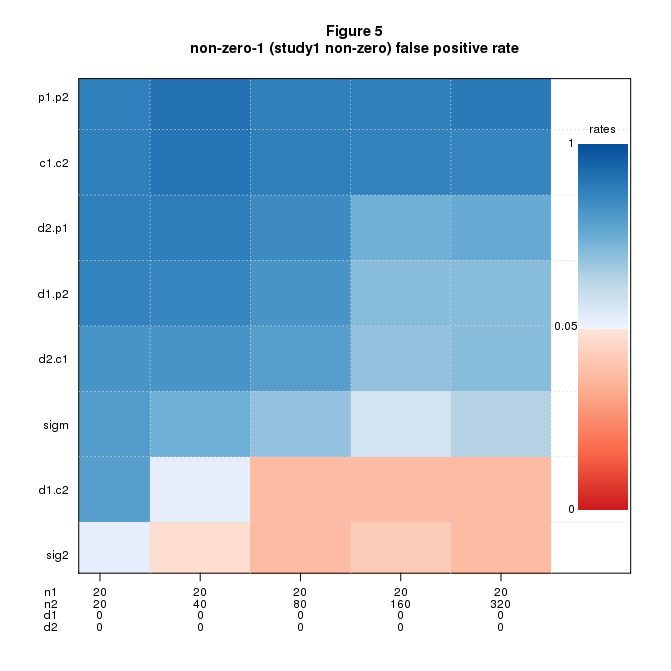 Figure 5
non-zero-1 (study1 non-zero) false positive rate
p1.p2
c1.c2
d2.p1
d1.p2
d2.c1
sigm
d1.c2
sig2
rates
1
0.05
0
n1 20 20 20 20 20
n2 20 40 80 160 320
d1 0 0 0 0 0
d2 0 0 0 0 0